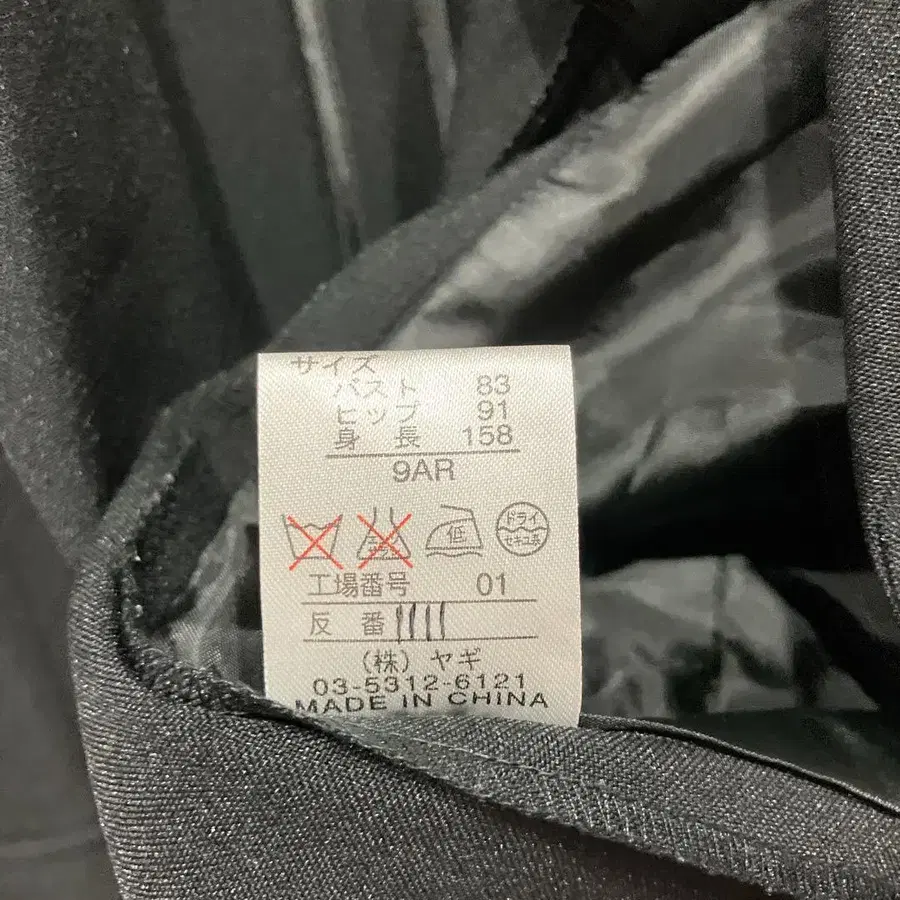 サイズ
バスト 83
ヒップ 91
身長 158
9AR
低 ドライ セキユ系
工場番号 01
反番
(株)ヤギ
03-5312-6121
MADE IN CHINA